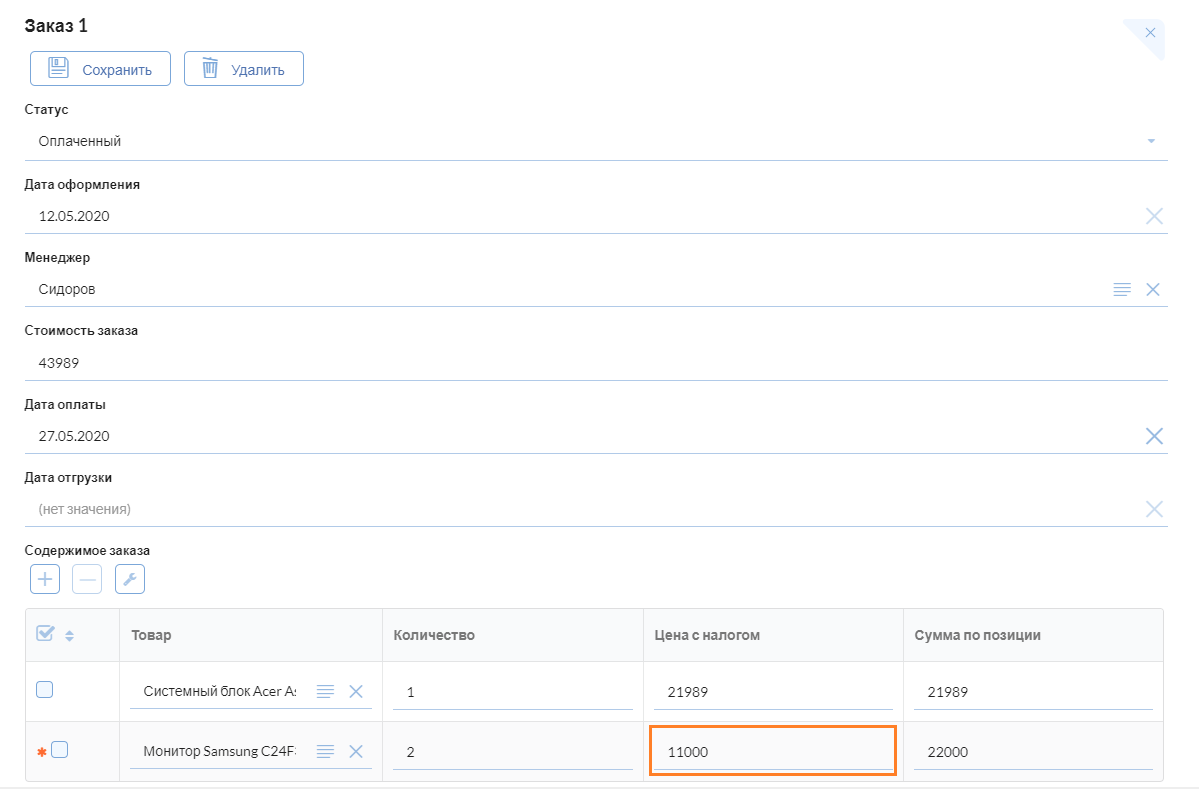 Заказ 1
Сохранить Удалить
Статус
Оплаченный
Дата оформления
12.05.2020
Менеджер
Сидоров
Стоимость заказа
43989
Дата оплаты
27.05.2020
Дата отгрузки
(нет значения)
Содержимое заказа
Товар Количество Цена с налогом Сумма по позиции
Системный блок Acer As 1 21989 21989
Монитор Samsung C24F 2 11000 22000